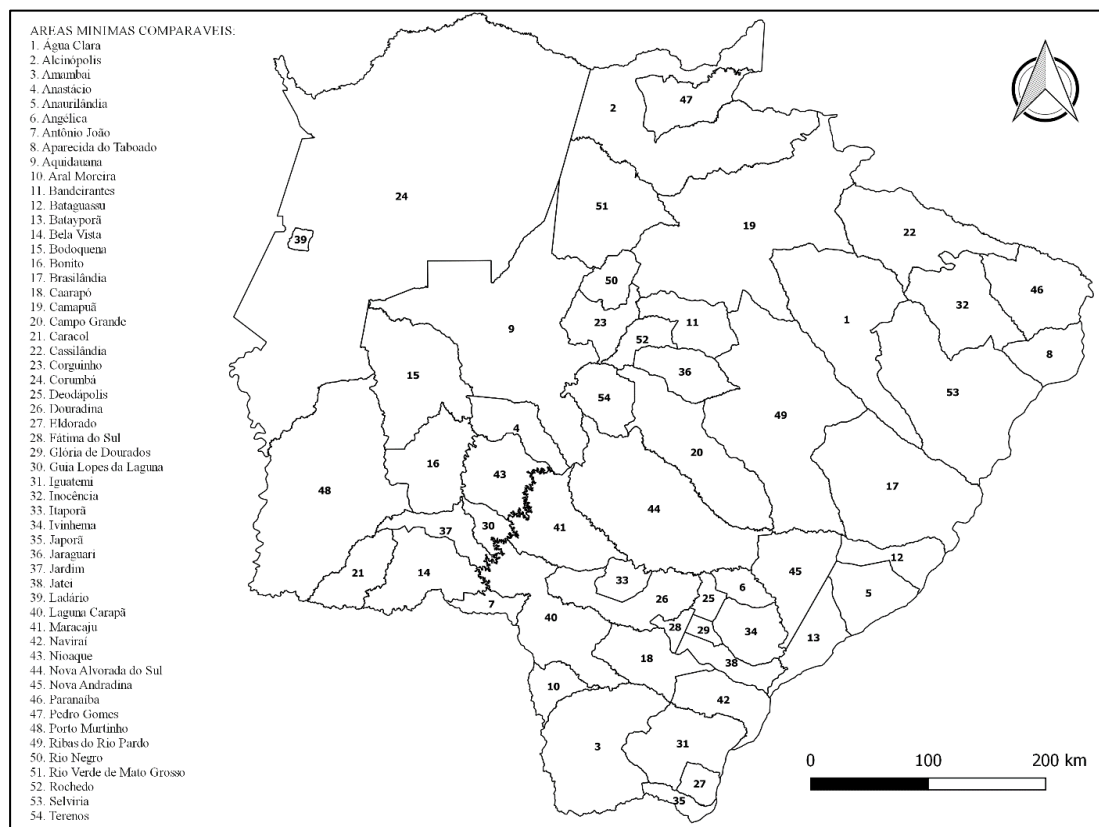 AREAS MINIMAS COMPARAVEIS:
1. Água Clara
2. Alcinópolis
3. Amambai
4. Anastácio
5. Anaurilândia
6. Angélica
7. Antônio João
8. Aparecida do Taboado
9. Aquidauana
10. Aral Moreira
11. Bandeirantes
12. Bataguassu
13. Batayporã
14. Bela Vista
15. Bodoquena
16. Bonito
17. Brasilândia
18. Caarapó
19. Camapuã
20. Campo Grande
21. Caracol
22. Cassilândia
23. Corguinho
24. Corumbá
25. Deodápolis
26. Douradina
27. Eldorado
28. Fátima do Sul
29. Glória de Dourados
30. Guia Lopes da Laguna
31. Iguatemi
32. Inocência
33. Itaporã
34. Ivinhema
35. Japorã
36. Jaraguari
37. Jardim
38. Jateí
39. Ladário
40. Laguna Carapã
41. Maracaju
42. Naviraí
43. Nioaque
44. Nova Alvorada do Sul
45. Nova Andradina
46. Paranaíba
47. Pedro Gomes
48. Porto Murtinho
49. Ribas do Rio Pardo
50. Rio Negro
51. Rio Verde de Mato Grosso
52. Rochedo
53. Selvíria
54. Terenos
47
2
24
51
19
39
22
50
46
32
9
23
11
1
52
8
36
15
54
53
49
4
20
16
43
48
17
44
30
41
37
12
33
45
21
14
6
5
26
25
7
40
28
29
34
13
18
38
10
42
3
31
27
35
0 100 200 km